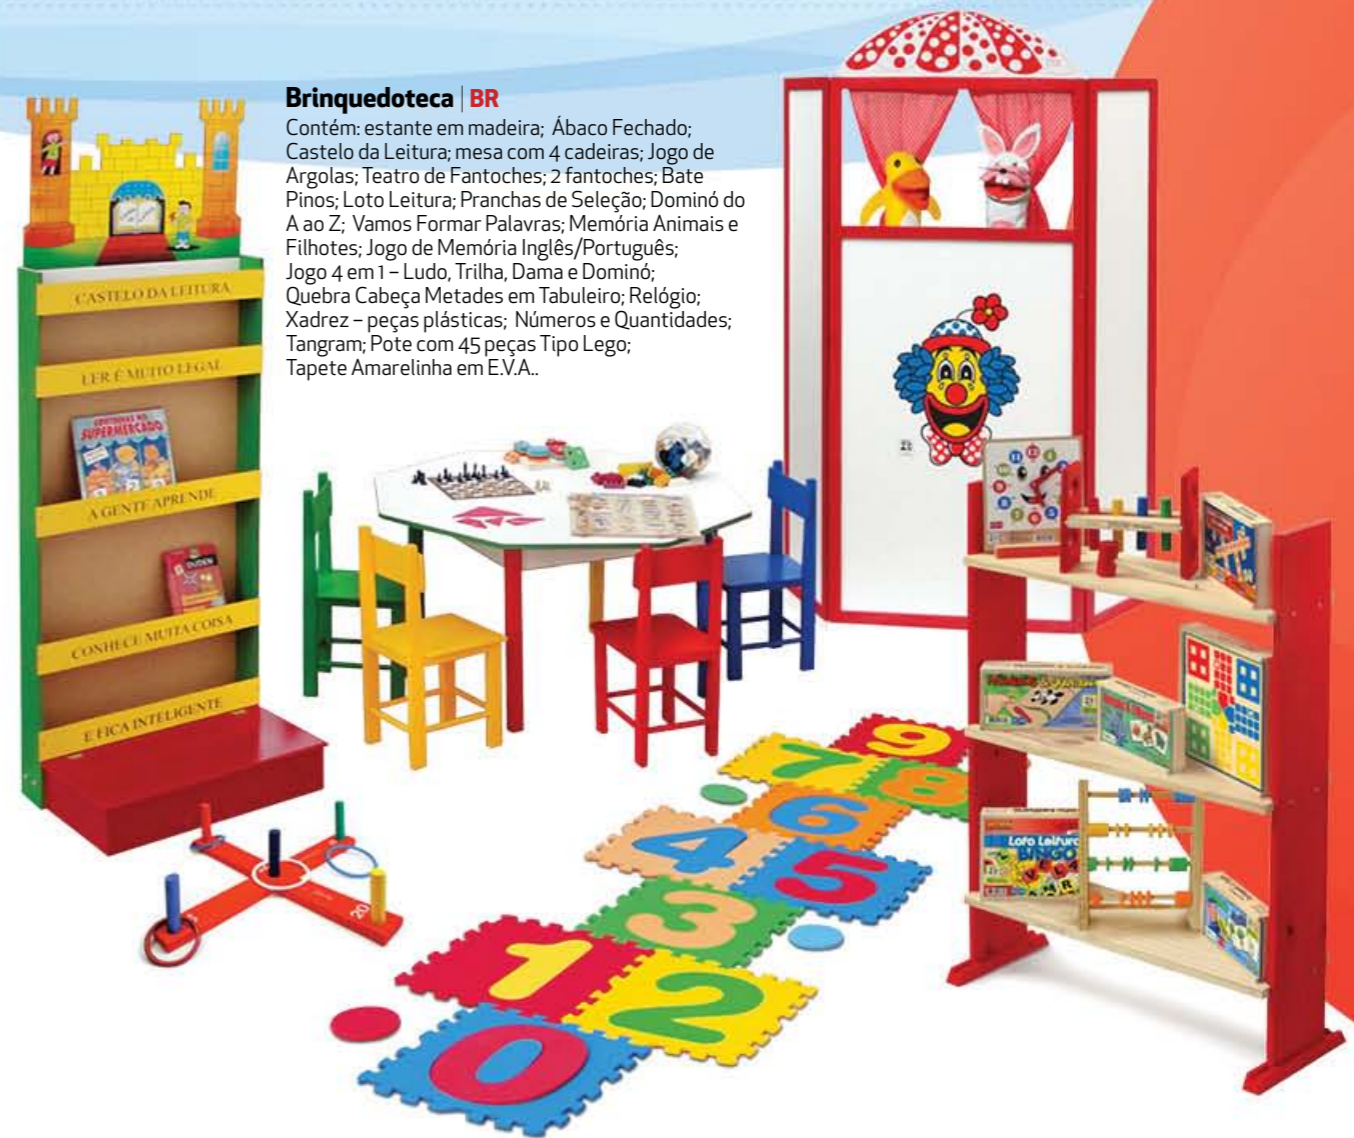 Brinquedoteca | BR
Contém: estante em madeira; Ábaco Fechado;
Castelo da Leitura; mesa com 4 cadeiras; Jogo de
Argolas; Teatro de Fantoches; 2 fantoches; Bate
Pinos; Loto Leitura; Pranchas de Seleção; Dominó do
A ao Z; Vamos Formar Palavras; Memória Animais e
Filhotes; Jogo de Memória Inglês/Português;
Jogo 4 em 1 – Ludo, Trilha, Dama e Dominó;
Quebra Cabeça Metades em Tabuleiro; Relógio;
Xadrez – peças plásticas; Números e Quantidades;
Tangram; Pote com 45 peças Tipo Lego;
Tapete Amarelinha em E.V.A..
CASTELO DA LEITURA
LER É MUITO LEGAL
SUPERMERCADO
A GENTE APRENDE
DUDEN
CONHECE MUITA COISA
E FICA INTELIGENTE
Loto Leitura
BINGO
20
9
7
8
6
4
5
3
1
2
0